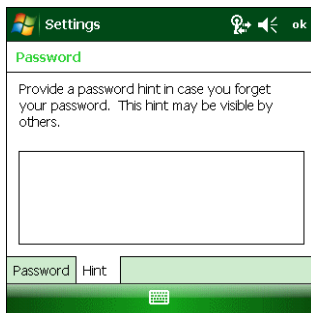 Settings ok
Password
Provide a password hint in case you forget
your password. This hint may be visible by
others.
Password Hint